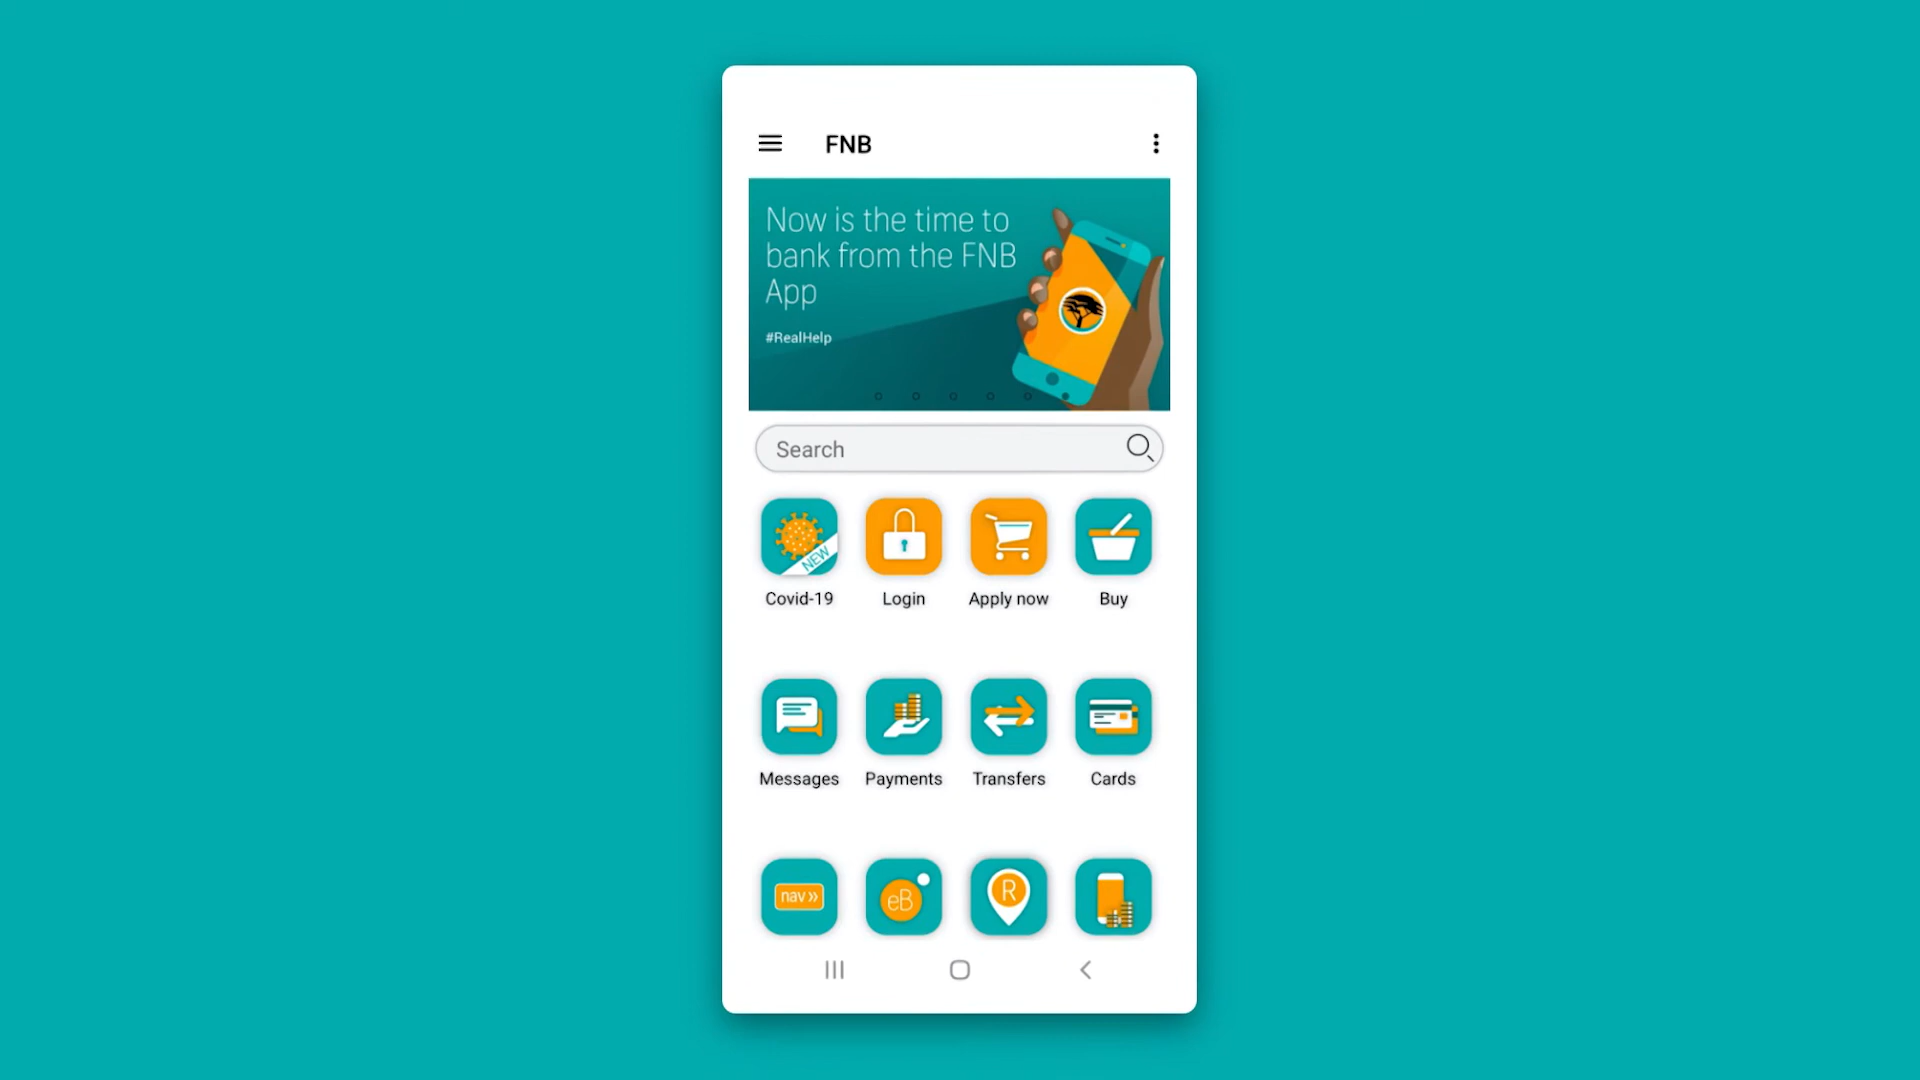 FNB
Now is the time to
bank from the FNB
App
#RealHelp
Search
NEW
Covid-19
Login
Apply now
Buy
Messages
Payments
Transfers
Cards
nav»
eB
R